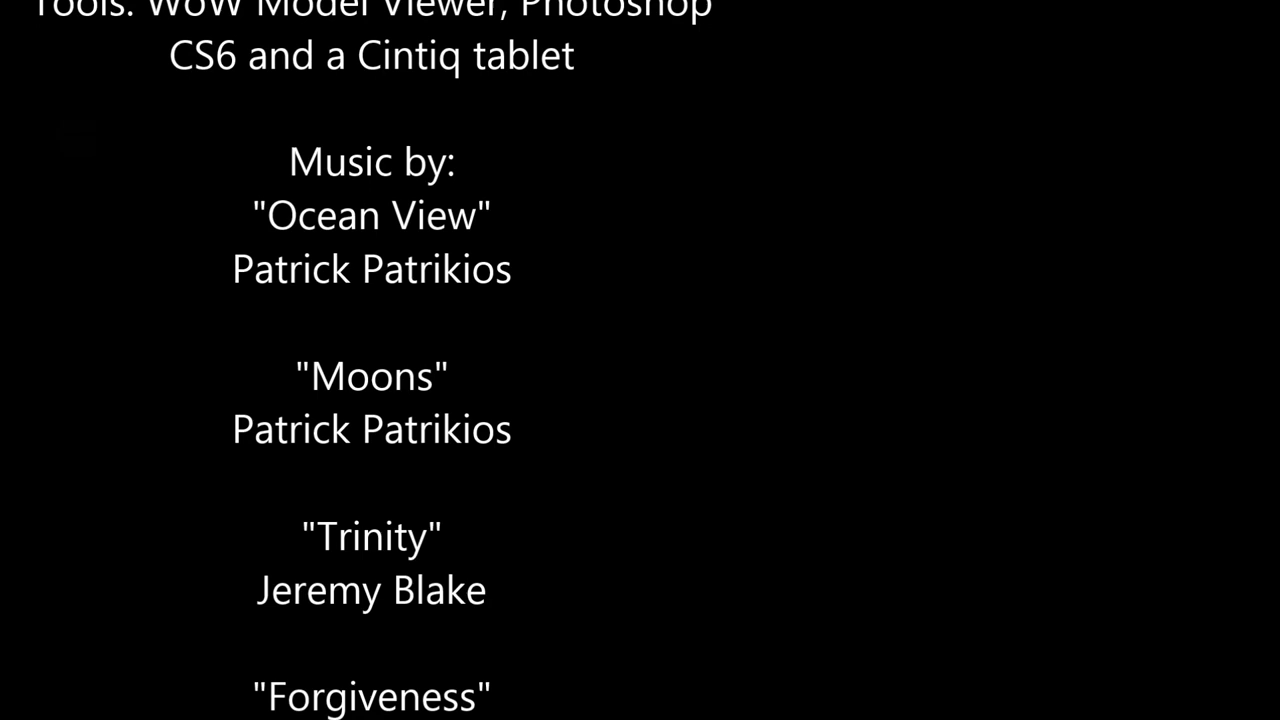 Tools: WoW Model Viewer, Photoshop
CS6 and a Cintiq tablet
Music by:
"Ocean View"
Patrick Patrikios
"Moons"
Patrick Patrikios
"Trinity"
Jeremy Blake
"Forgiveness"